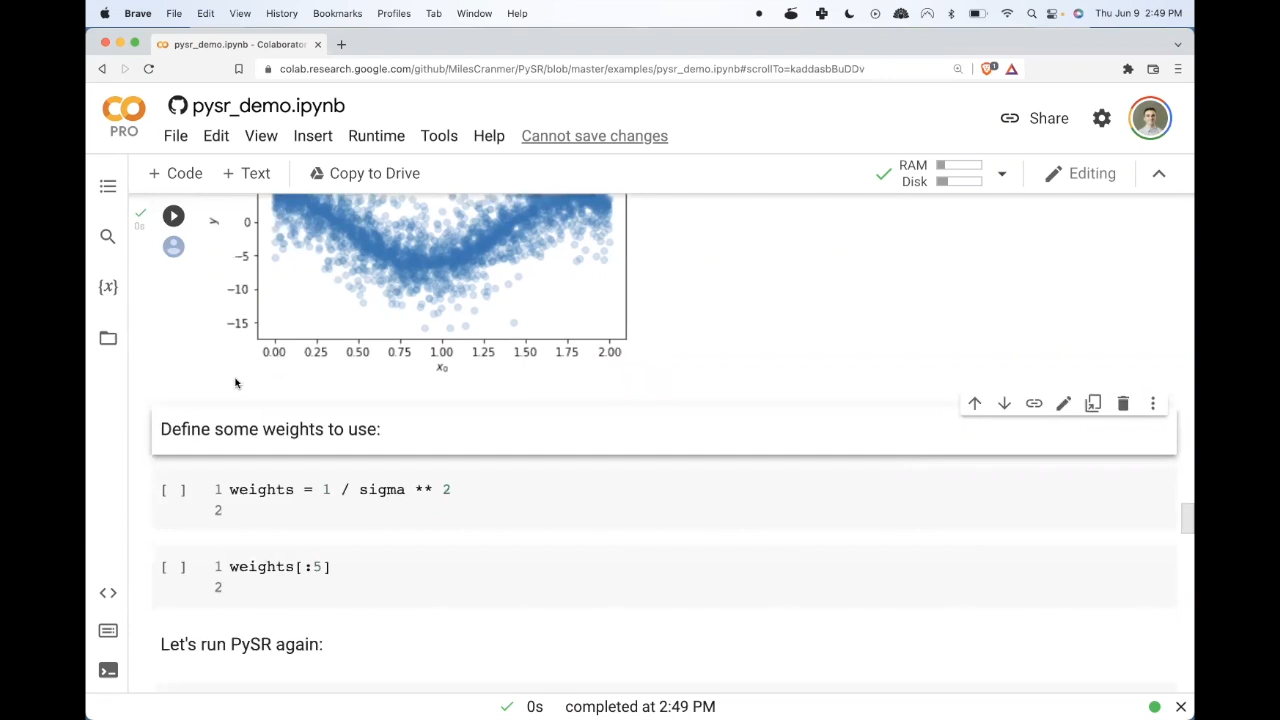 Brave File Edit View History Bookmarks Profiles Tab Window Help Thu Jun 9 2:49 PM
pysr_demo.ipynb - Colaborator
colab.research.google.com/github/MilesCranmer/PySR/blob/master/examples/pysr_demo.ipynb#scrollTo=kaddasbBuDDv
pysr_demo.ipynb
PRO
File Edit View Insert Runtime Tools Help Cannot save changes
Share
+ Code + Text Copy to Drive
RAM
Disk
Editing
0s
y
0
−5
−10
−15
0.00 0.25 0.50 0.75 1.00 1.25 1.50 1.75 2.00
x₀
{x}
Define some weights to use:
[ ] 1 weights = 1 / sigma ** 2
2
[ ] 1 weights[:5]
2
Let's run PySR again:
0s completed at 2:49 PM